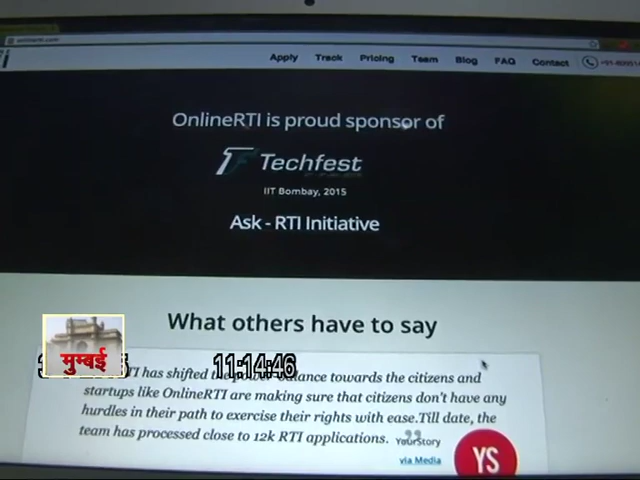 Apply Track Pricing Team Blog FAQ Contact
OnlineRTI is proud sponsor of
Techfest
IIT Bombay, 2015
Ask - RTI Initiative
What others have to say
मुम्बई
11:14:46
RTI has shifted the power balance towards the citizens and
startups like OnlineRTI are making sure that citizens don't have any
hurdles in their path to exercise their rights with ease.Till date, the
team has processed close to 12k RTI applications.
YourStory
via Media
YS